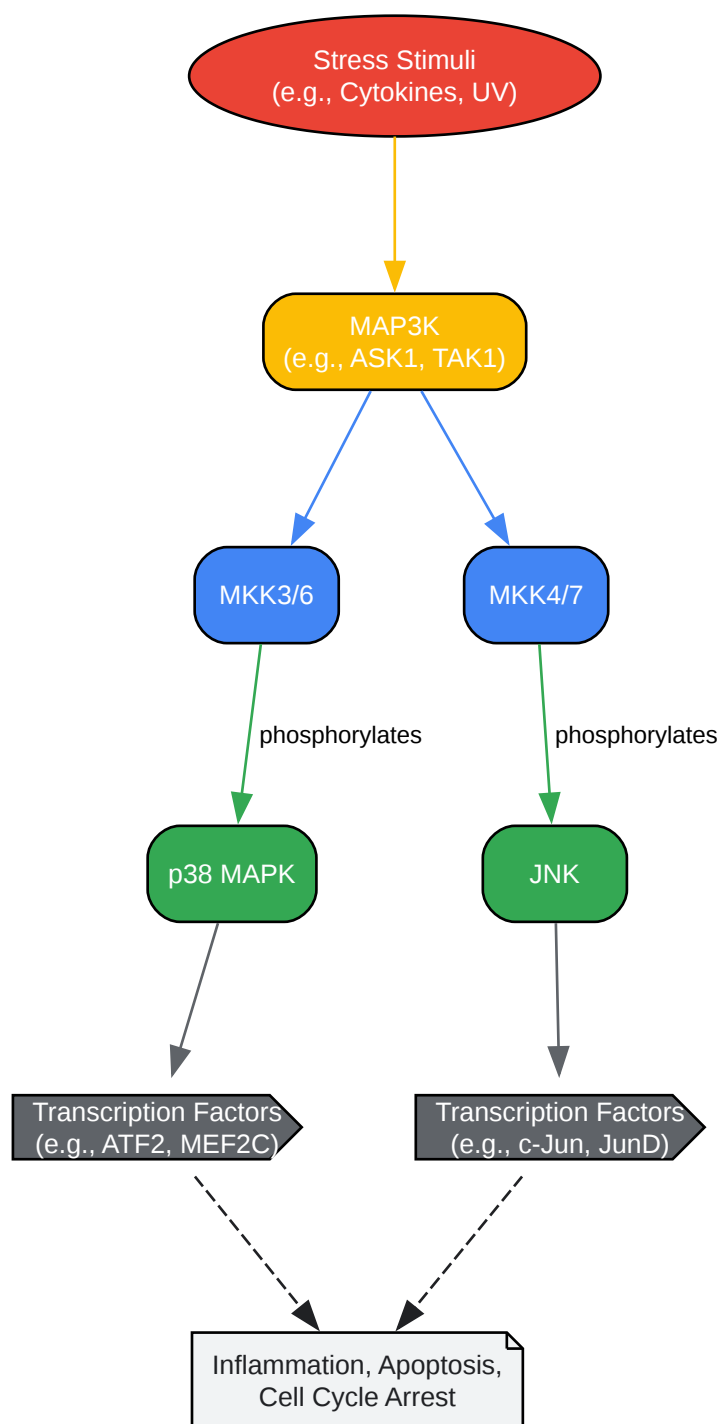 Stress Stimuli
(e.g., Cytokines, UV)
MAP3K
(e.g., ASK1, TAK1)
MKK3/6
MKK4/7
phosphorylates
phosphorylates
p38 MAPK
JNK
Transcription Factors
(e.g., ATF2, MEF2C)
Transcription Factors
(e.g., c-Jun, JunD)
Inflammation, Apoptosis,
Cell Cycle Arrest